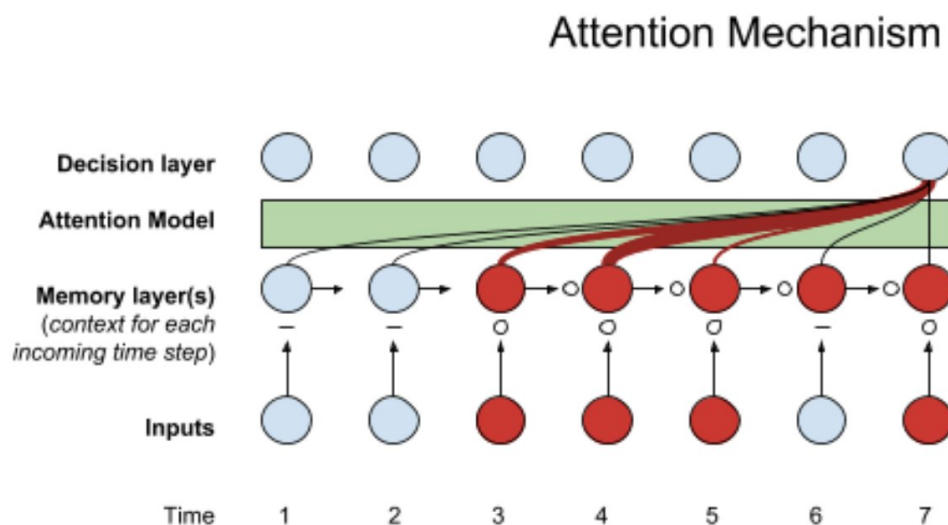 Attention Mechanism
Decision layer
Attention Model
Memory layer(s)
(context for each
incoming time step)
Inputs
Time 1 2 3 4 5 6 7